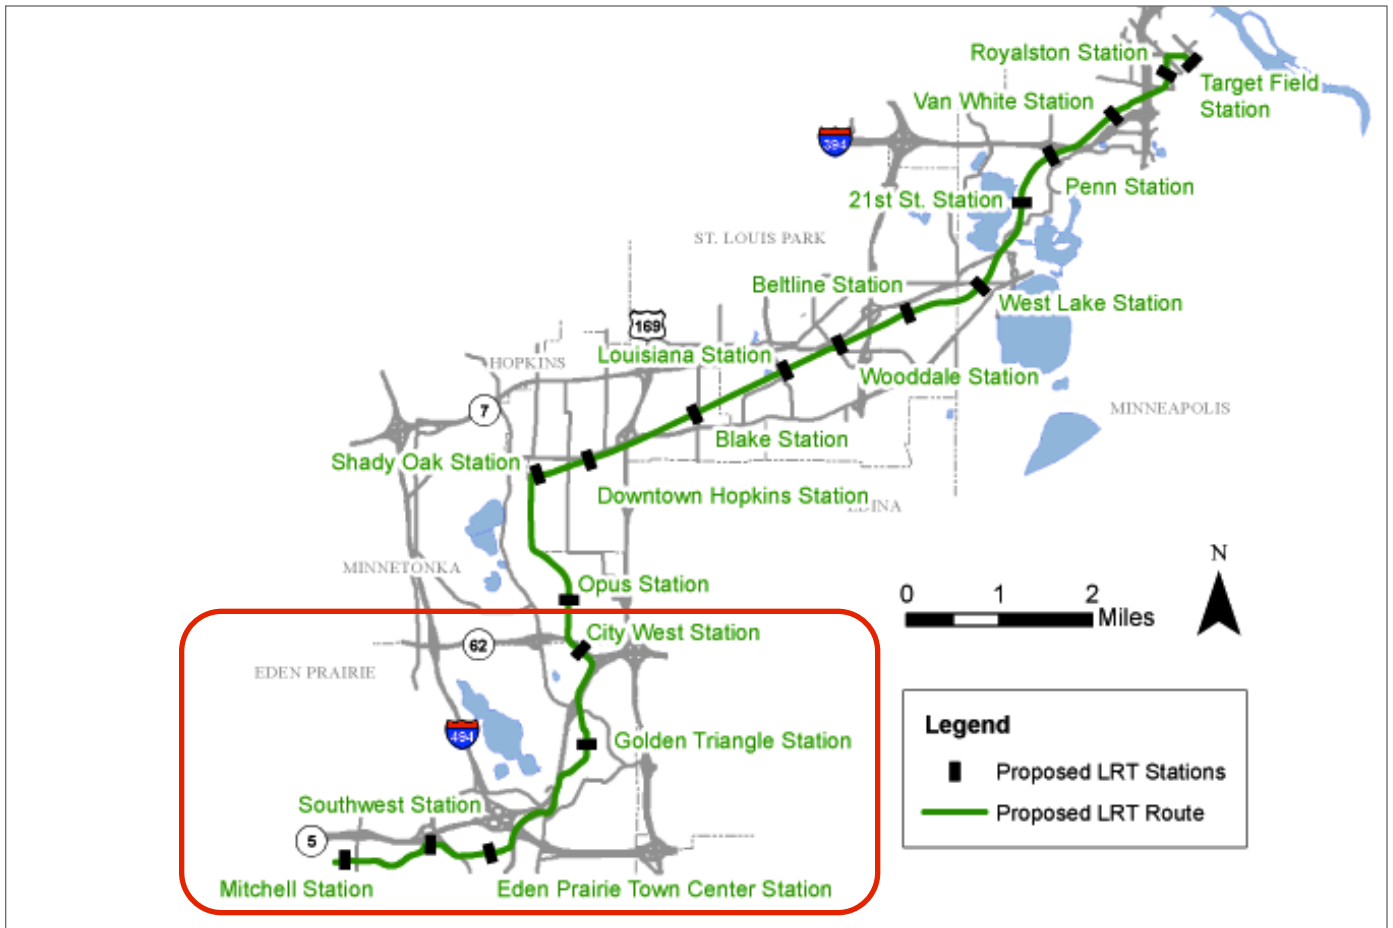 Royalston Station
Target Field
Station
Van White Station
394
Penn Station
21st St. Station
ST. LOUIS PARK
Beltline Station
West Lake Station
169
Louisiana Station
HOPKINS
Wooddale Station
7
MINNEAPOLIS
Blake Station
Shady Oak Station
Downtown Hopkins Station
EDINA
MINNETONKA
N
Opus Station
0 1 2
Miles
City West Station
62
EDEN PRAIRIE
Legend
494
Golden Triangle Station
Proposed LRT Stations
Southwest Station
Proposed LRT Route
5
Mitchell Station
Eden Prairie Town Center Station